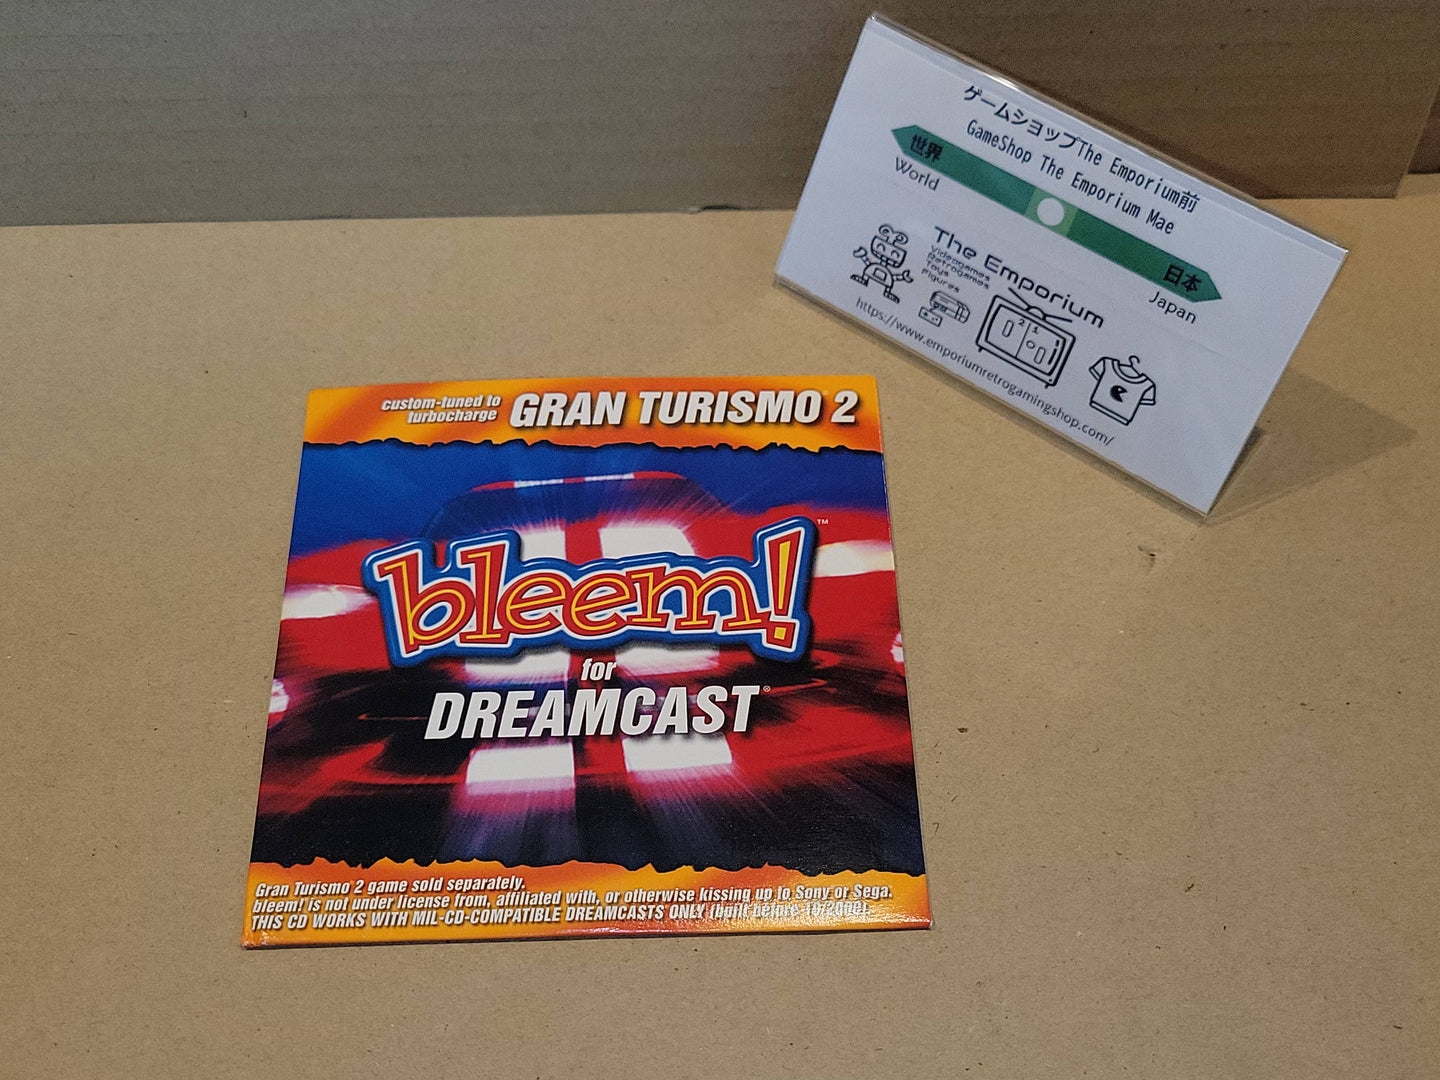 ゲームショップThe Emporium前
GameShop The Emporium Mae
世界
World
日本
Japan
The Emporium
Videogames
Retrogames
Toys
Figures
2 1
https://www.emporiumretrogamingshop.com/
custom-tuned to
turbocharge
GRAN TURISMO 2
bleem!™
for
DREAMCAST®
Gran Turismo 2 game sold separately.
bleem! is not under license from, affiliated with, or otherwise kissing up to Sony or Sega.
THIS CD WORKS WITH MIL-CD-COMPATIBLE DREAMCASTS ONLY (built before 10/2000).